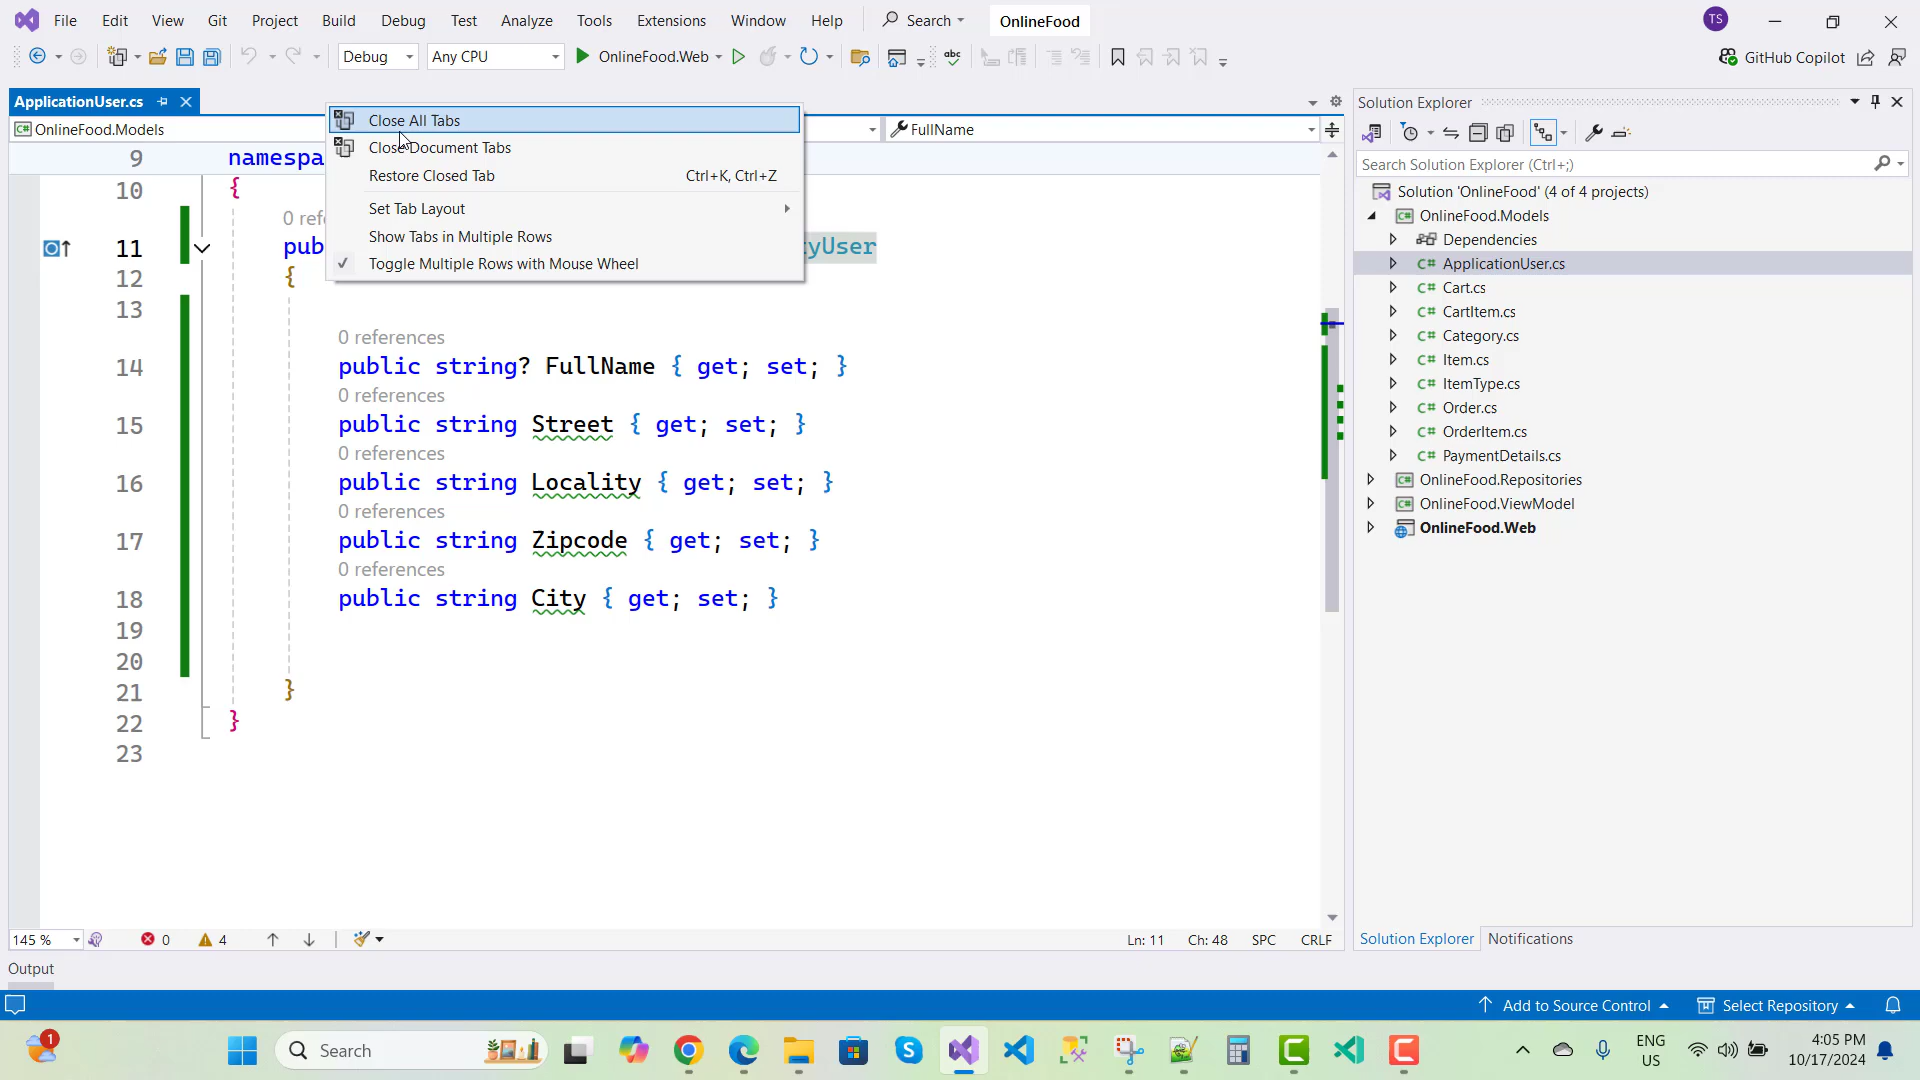 File Edit View Git Project Build Debug Test Analyze Tools Extensions Window Help Search OnlineFood TS
Debug Any CPU OnlineFood.Web abc GitHub Copilot
ApplicationUser.cs
OnlineFood.Models FullName
Close All Tabs
Close Document Tabs
Restore Closed Tab Ctrl+K, Ctrl+Z
Set Tab Layout
Show Tabs in Multiple Rows
Toggle Multiple Rows with Mouse Wheel
9 namespa
10 {
0 ref
11 pub yUser
12 {
13
0 references
14 public string? FullName { get; set; }
0 references
15 public string Street { get; set; }
0 references
16 public string Locality { get; set; }
0 references
17 public string Zipcode { get; set; }
0 references
18 public string City { get; set; }
19
20
21 }
22 }
23
145 % 0 4 Ln: 11 Ch: 48 SPC CRLF
Output
Solution Explorer
Search Solution Explorer (Ctrl+;)
Solution 'OnlineFood' (4 of 4 projects)
C# OnlineFood.Models
Dependencies
C# ApplicationUser.cs
C# Cart.cs
C# CartItem.cs
C# Category.cs
C# Item.cs
C# ItemType.cs
C# Order.cs
C# OrderItem.cs
C# PaymentDetails.cs
C# OnlineFood.Repositories
C# OnlineFood.ViewModel
OnlineFood.Web
Solution Explorer Notifications
Add to Source Control Select Repository
1 Search ENG US 4:05 PM 10/17/2024